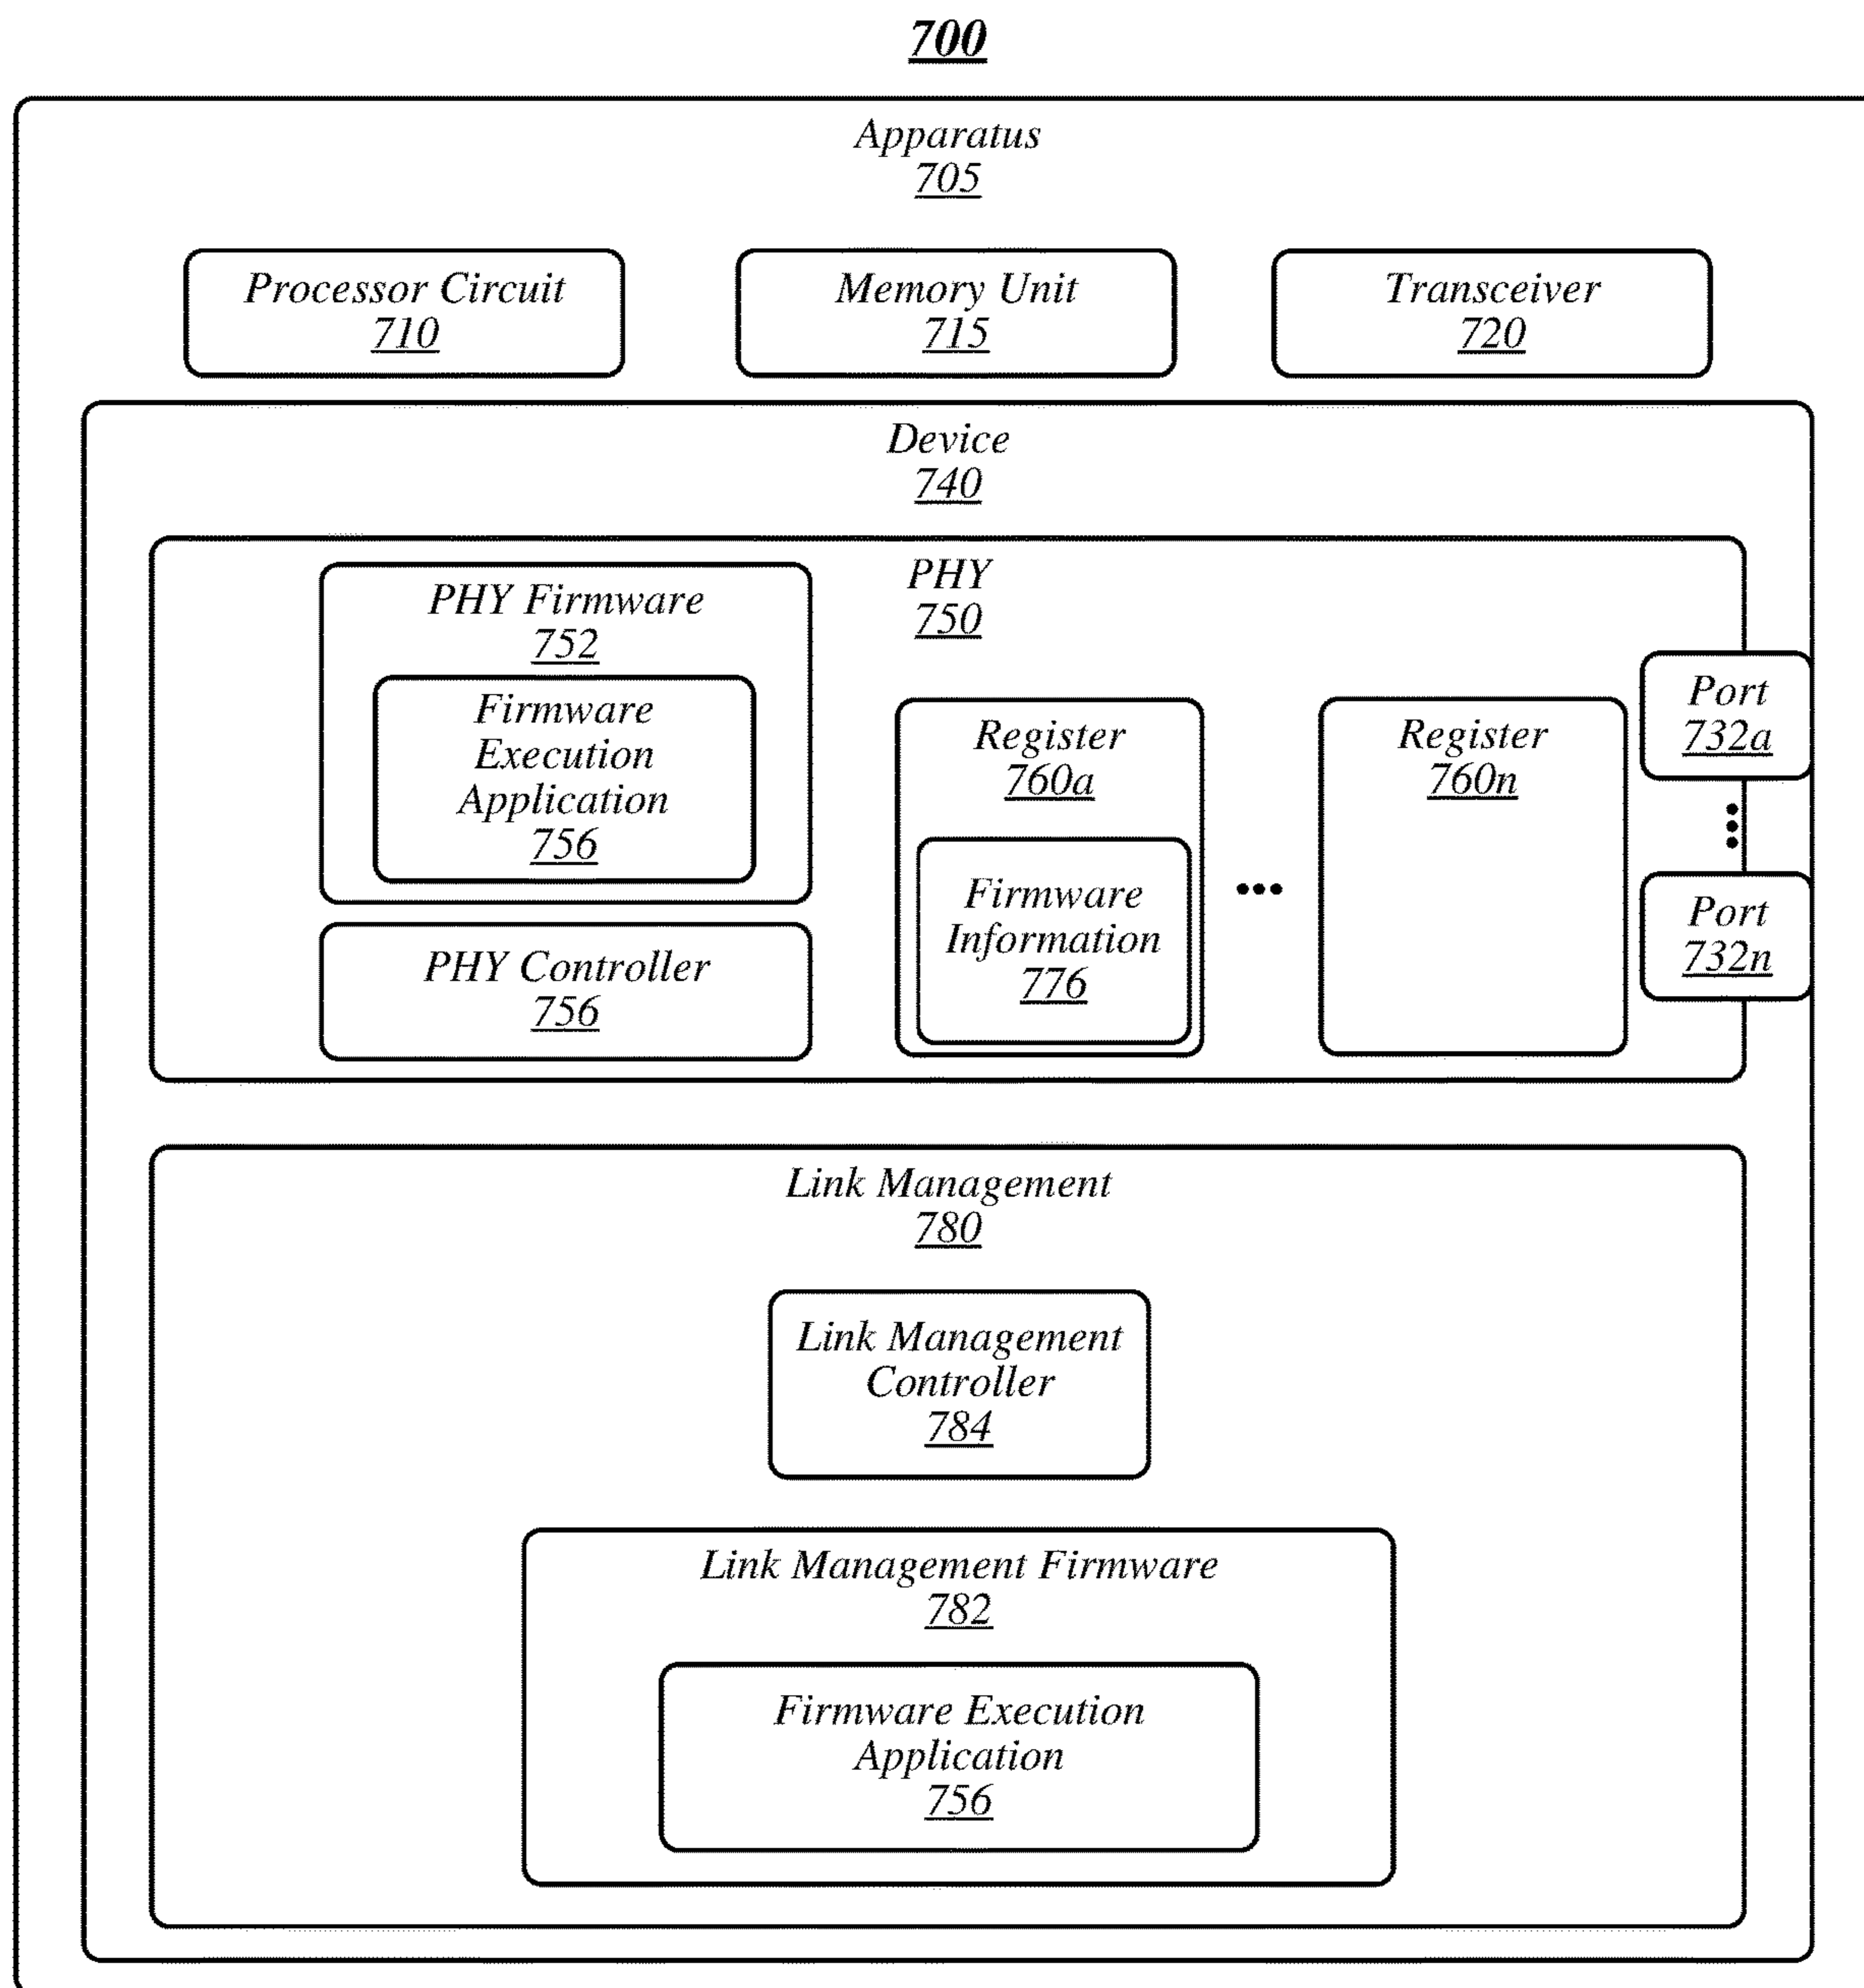 700
Apparatus
705
Processor Circuit
710
Memory Unit
715
Transceiver
720
Device
740
PHY
750
PHY Firmware
752
Firmware
Execution
Application
756
PHY Controller
756
Register
760a
Firmware
Information
776
•••
Register
760n
Port
732a
Port
732n
Link Management
780
Link Management
Controller
784
Link Management Firmware
782
Firmware Execution
Application
756